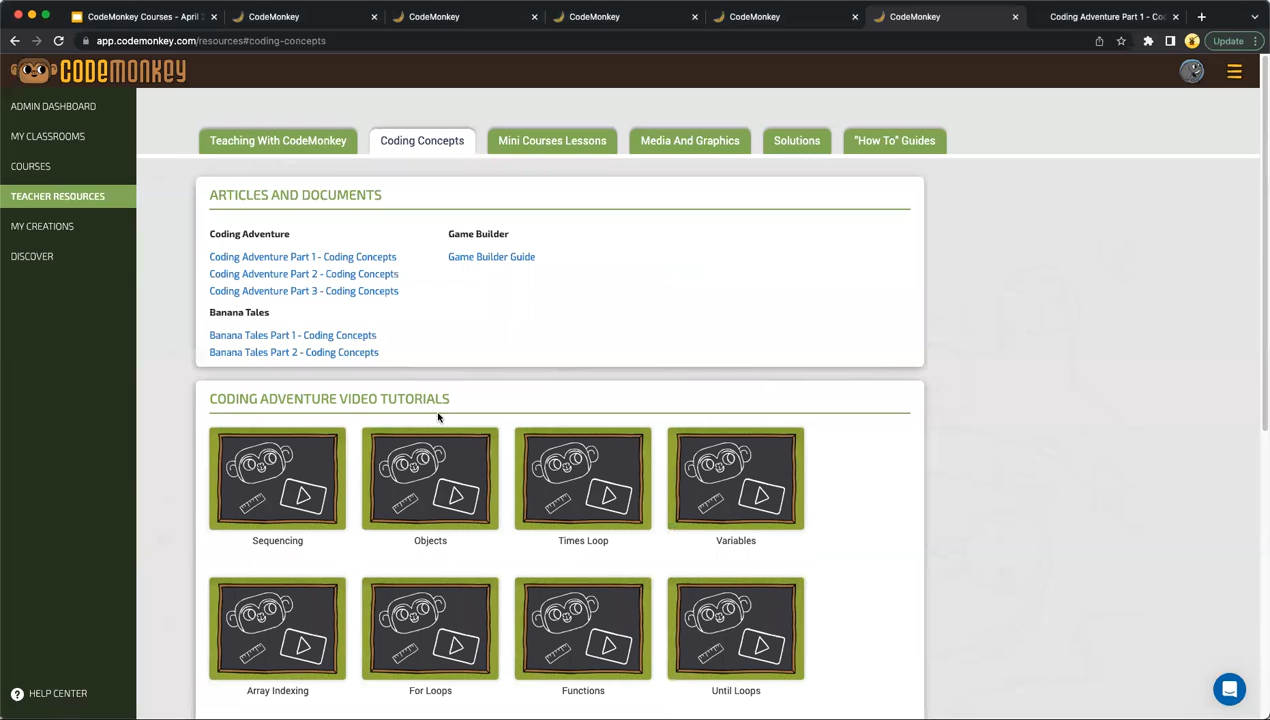 CodeMonkey Courses - April
CodeMonkey
CodeMonkey
CodeMonkey
CodeMonkey
CodeMonkey
Coding Adventure Part 1 - Co
app.codemonkey.com/resources#coding-concepts
Update
CODEMONKEY
ADMIN DASHBOARD
MY CLASSROOMS
COURSES
TEACHER RESOURCES
MY CREATIONS
DISCOVER
HELP CENTER
Teaching With CodeMonkey
Coding Concepts
Mini Courses Lessons
Media And Graphics
Solutions
"How To" Guides
ARTICLES AND DOCUMENTS
Coding Adventure
Coding Adventure Part 1 - Coding Concepts
Coding Adventure Part 2 - Coding Concepts
Coding Adventure Part 3 - Coding Concepts
Banana Tales
Banana Tales Part 1 - Coding Concepts
Banana Tales Part 2 - Coding Concepts
Game Builder
Game Builder Guide
CODING ADVENTURE VIDEO TUTORIALS
Sequencing
Objects
Times Loop
Variables
Array Indexing
For Loops
Functions
Until Loops